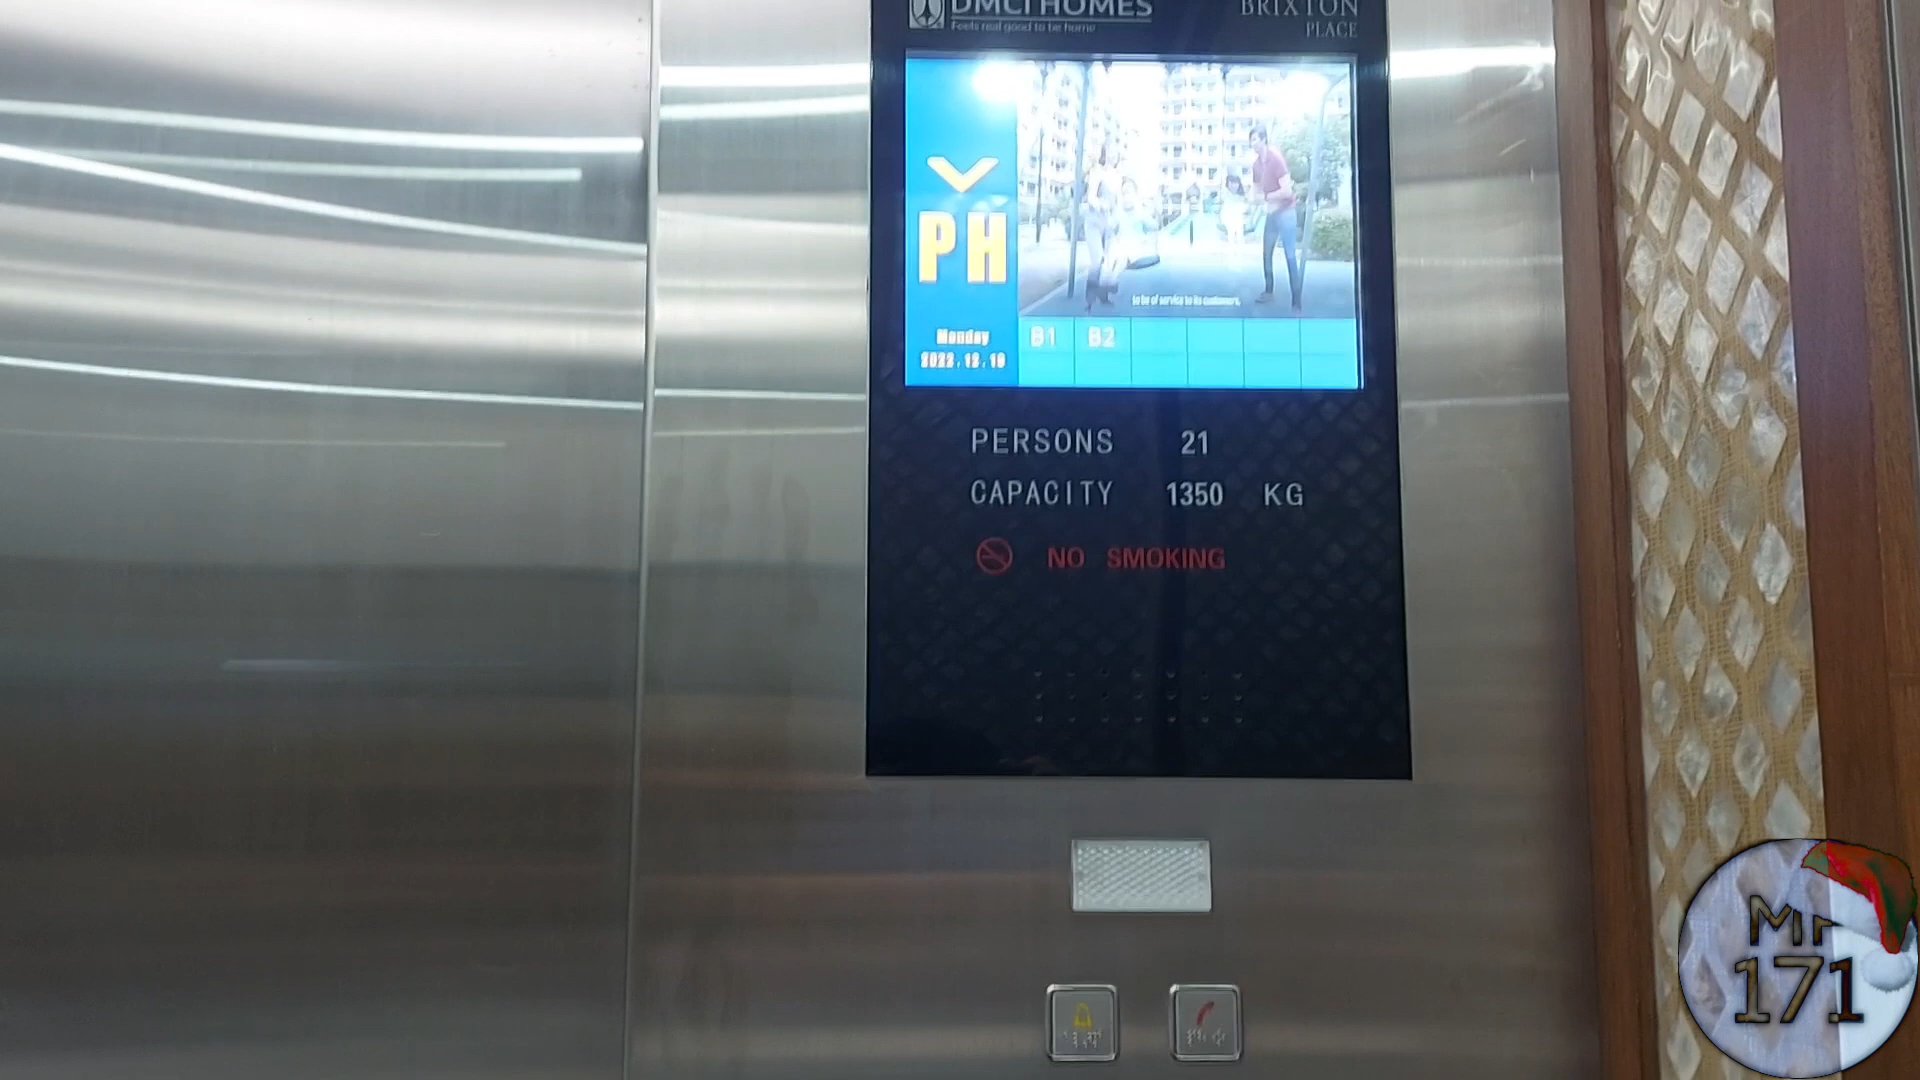 DMCI HOMES
Feels real good to be home
BRIXTON
PLACE
PH
to be of service to its customers.
Monday
2022.12.19
B1 B2
PERSONS 21
CAPACITY 1350 KG
NO SMOKING
171